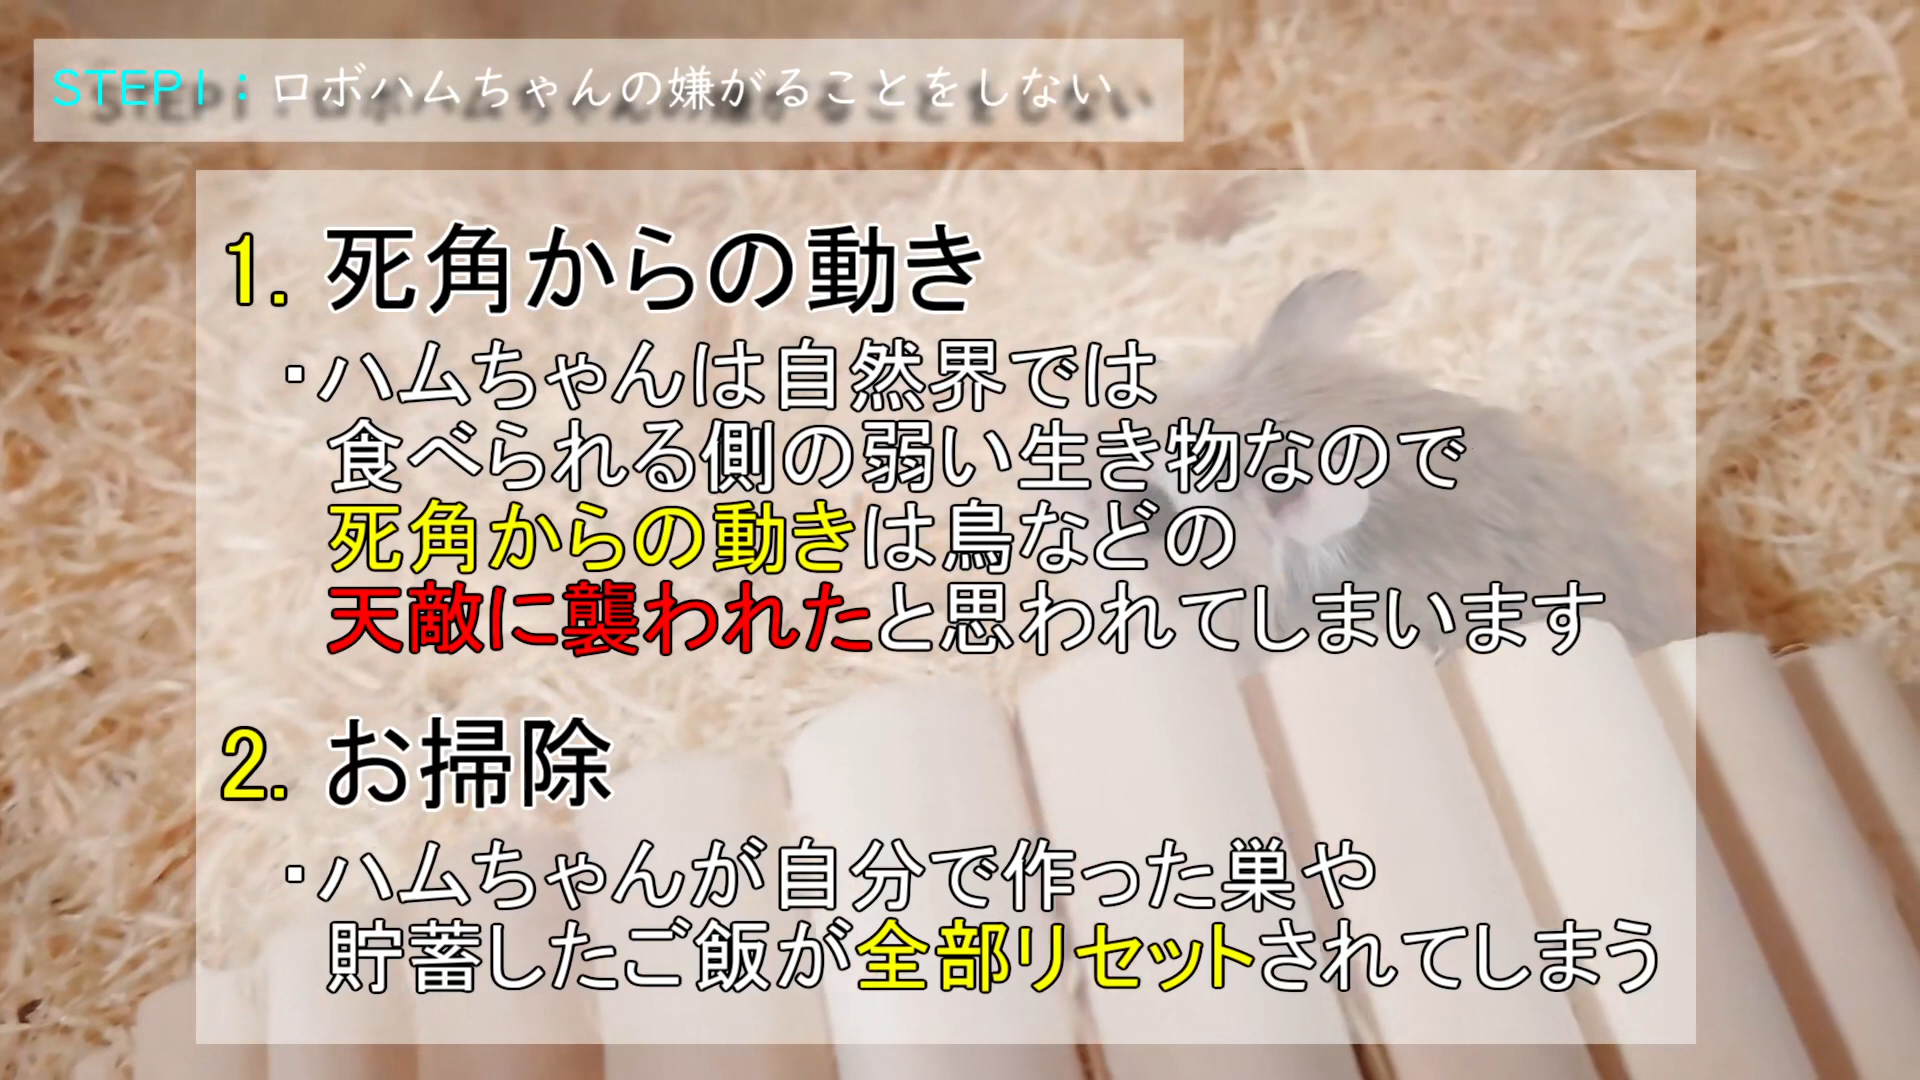 STEP1：ロボハムちゃんの嫌がることをしない
1. 死角からの動き
・ハムちゃんは自然界では
食べられる側の弱い生き物なので
死角からの動きは鳥などの
天敵に襲われたと思われてしまいます
2. お掃除
・ハムちゃんが自分で作った巣や
貯蓄したご飯が全部リセットされてしまう